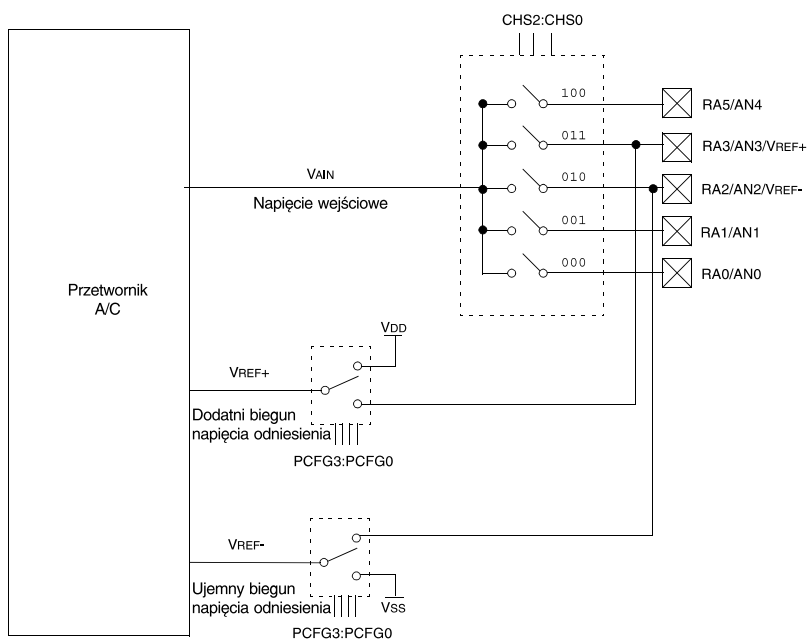 CHS2:CHS0
100
RA5/AN4
011
RA3/AN3/VREF+
VAIN
010
RA2/AN2/VREF-
Napięcie wejściowe
001
RA1/AN1
000
RA0/AN0
Przetwornik
A/C
VDD
VREF+
Dodatni biegun
napięcia odniesienia
PCFG3:PCFG0
VREF-
Ujemny biegun
napięcia odniesienia
VSS
PCFG3:PCFG0